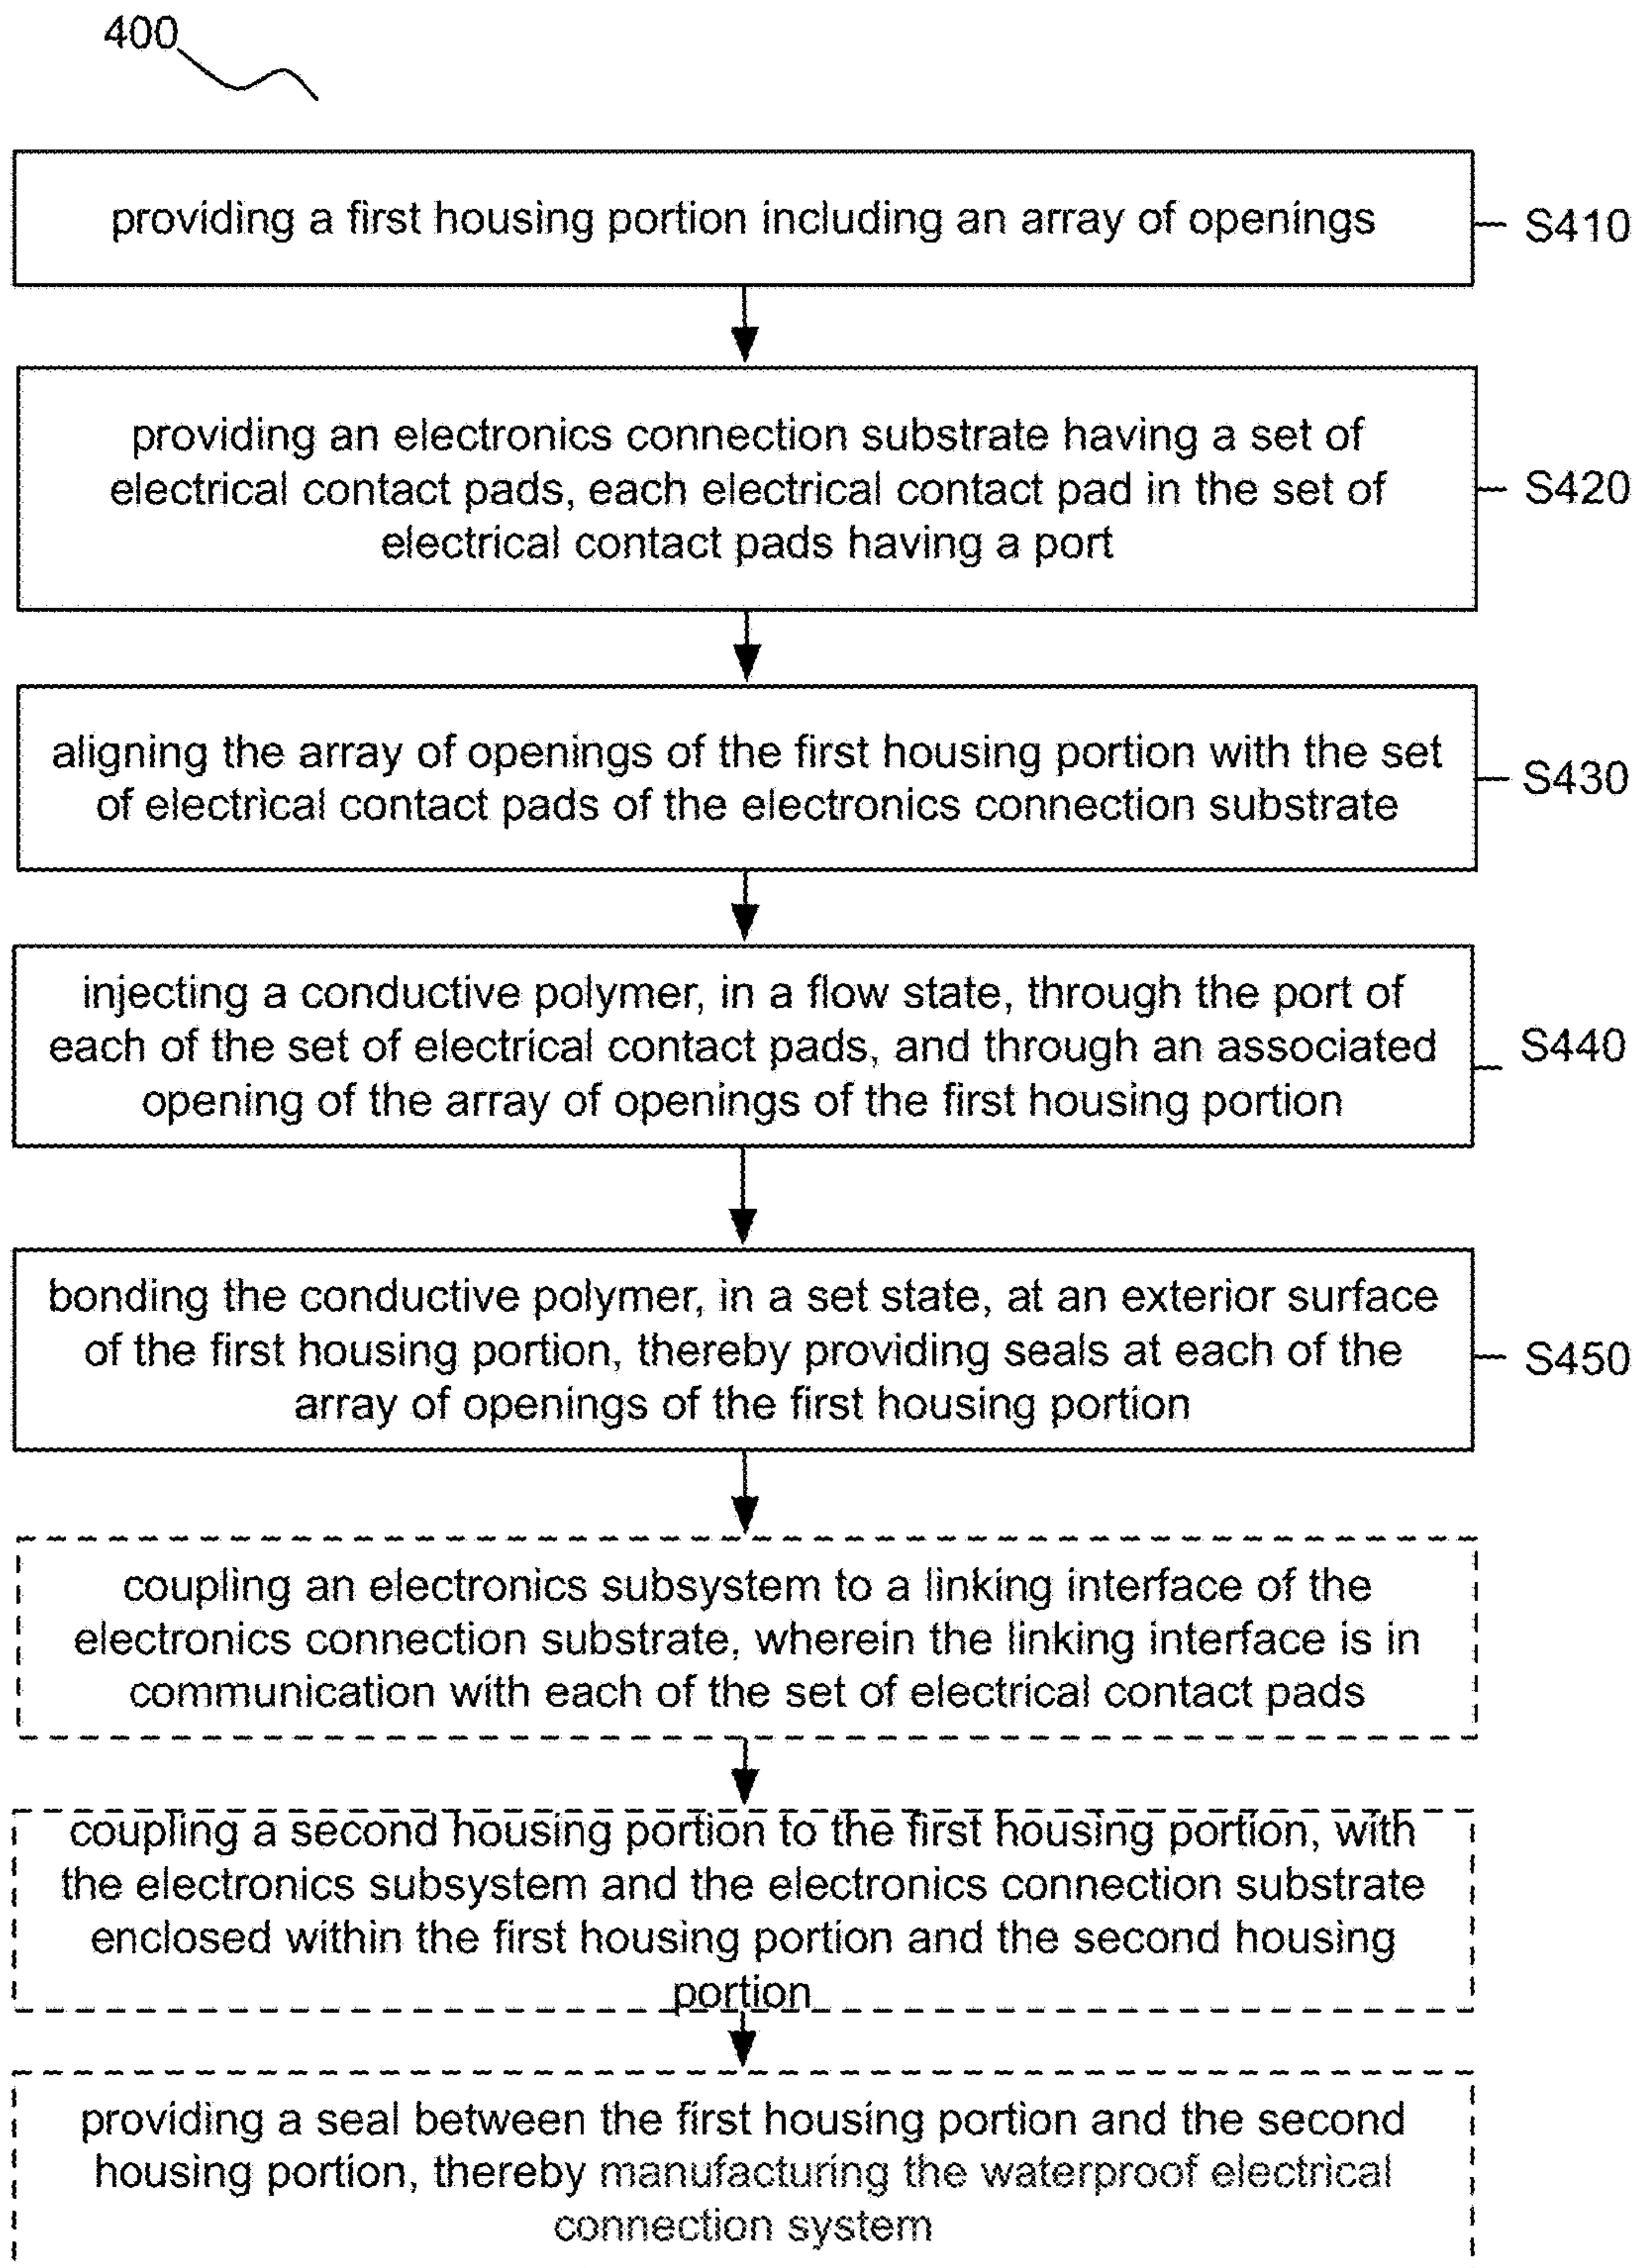 400
providing a first housing portion including an array of openings
S410
providing an electronics connection substrate having a set of
electrical contact pads, each electrical contact pad in the set of
electrical contact pads having a port
S420
aligning the array of openings of the first housing portion with the set
of electrical contact pads of the electronics connection substrate
S430
injecting a conductive polymer, in a flow state, through the port of
each of the set of electrical contact pads, and through an associated
opening of the array of openings of the first housing portion
S440
bonding the conductive polymer, in a set state, at an exterior surface
of the first housing portion, thereby providing seals at each of the
array of openings of the first housing portion
S450
coupling an electronics subsystem to a linking interface of the
electronics connection substrate, wherein the linking interface is in
communication with each of the set of electrical contact pads
coupling a second housing portion to the first housing portion, with
the electronics subsystem and the electronics connection substrate
enclosed within the first housing portion and the second housing
portion
providing a seal between the first housing portion and the second
housing portion, thereby manufacturing the waterproof electrical
connection system